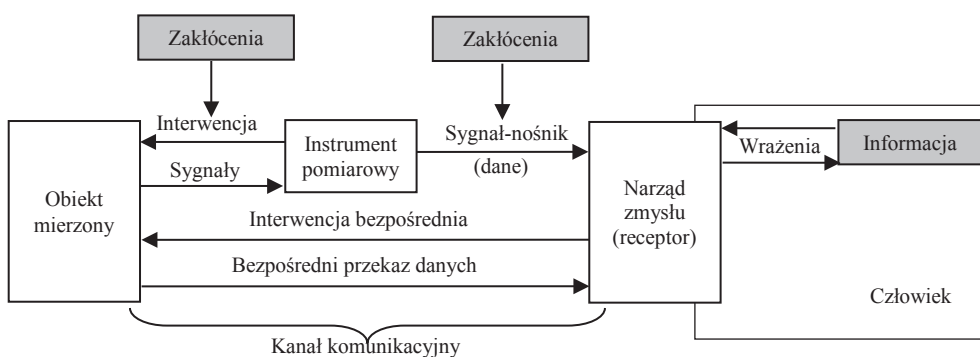 Zakłócenia
Zakłócenia
Interwencja
Instrument
pomiarowy
Sygnał-nośnik
(dane)
Sygnały
Wrażenia
Informacja
Obiekt
mierzony
Narząd
zmysłu
(receptor)
Interwencja bezpośrednia
Bezpośredni przekaz danych
Człowiek
Kanał komunikacyjny